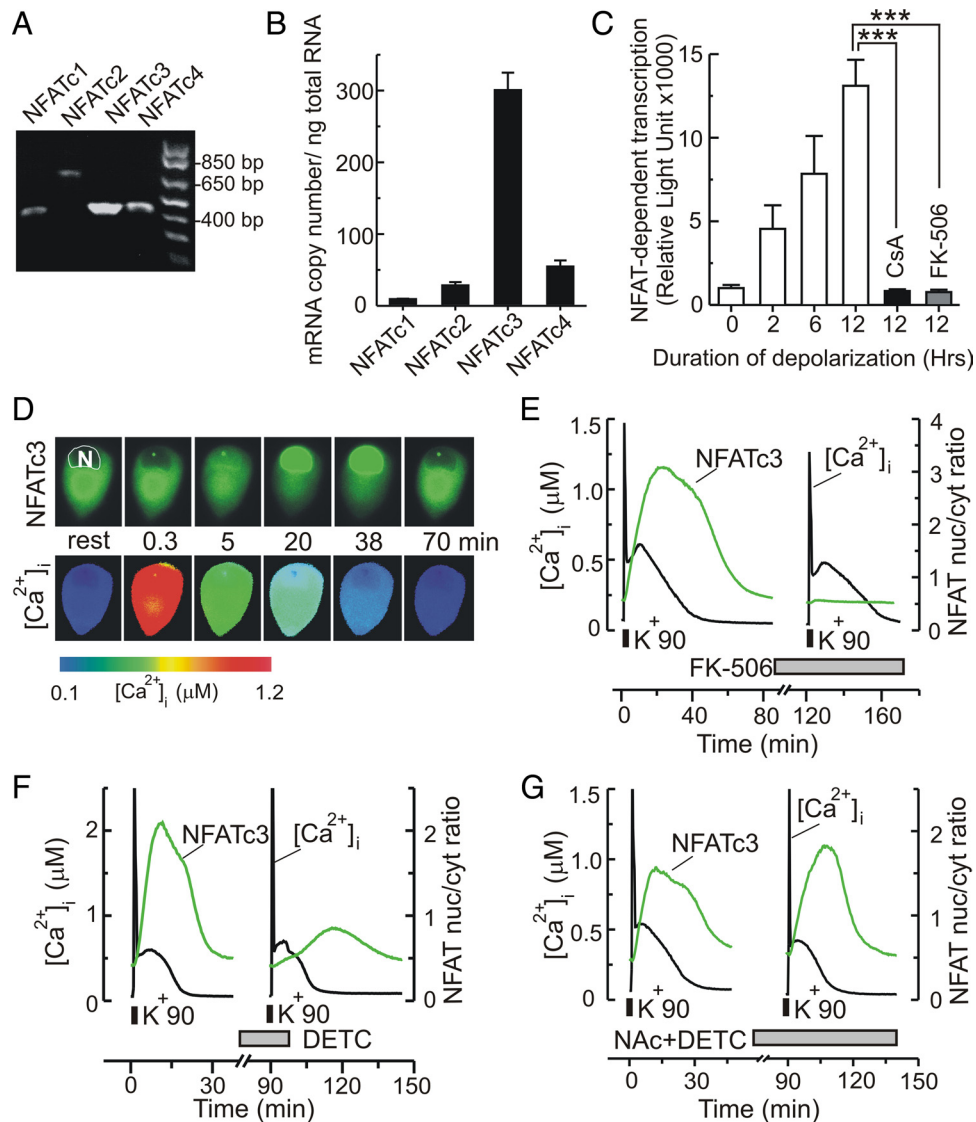 A
NFATc1
NFATc2
NFATc3
NFATc4
-850 bp
-650 bp
-400 bp
B
mRNA copy number/ ng total RNA
300
200
100
0
NFATc1
NFATc2
NFATc3
NFATc4
C
NFAT-dependent transcription
(Relative Light Unit x1000)
15
10
5
0
***
***
CsA
FK-506
0 2 6 12 12 12
Duration of depolarization (Hrs)
D
NFATc3
N
rest 0.3 5 20 38 70 min
[Ca2+]i
0.1 [Ca2+]i (μM) 1.2
E
[Ca2+]i (μM)
1.5
1.0
0.5
0
NFATc3
[Ca2+]i
4
3
2
1
0
NFAT nuc/cyt ratio
K+ 90
K+ 90
FK-506
0 40 80 120 160
Time (min)
F
[Ca2+]i (μM)
2
1
0
NFATc3
[Ca2+]i
2
1
0
NFAT nuc/cyt ratio
K+ 90
K+ 90
DETC
0 30 90 120 150
Time (min)
G
[Ca2+]i (μM)
1.5
1.0
0.5
0
NFATc3
[Ca2+]i
2
1
0
NFAT nuc/cyt ratio
K+ 90
K+ 90
NAc+DETC
0 30 90 120 150
Time (min)